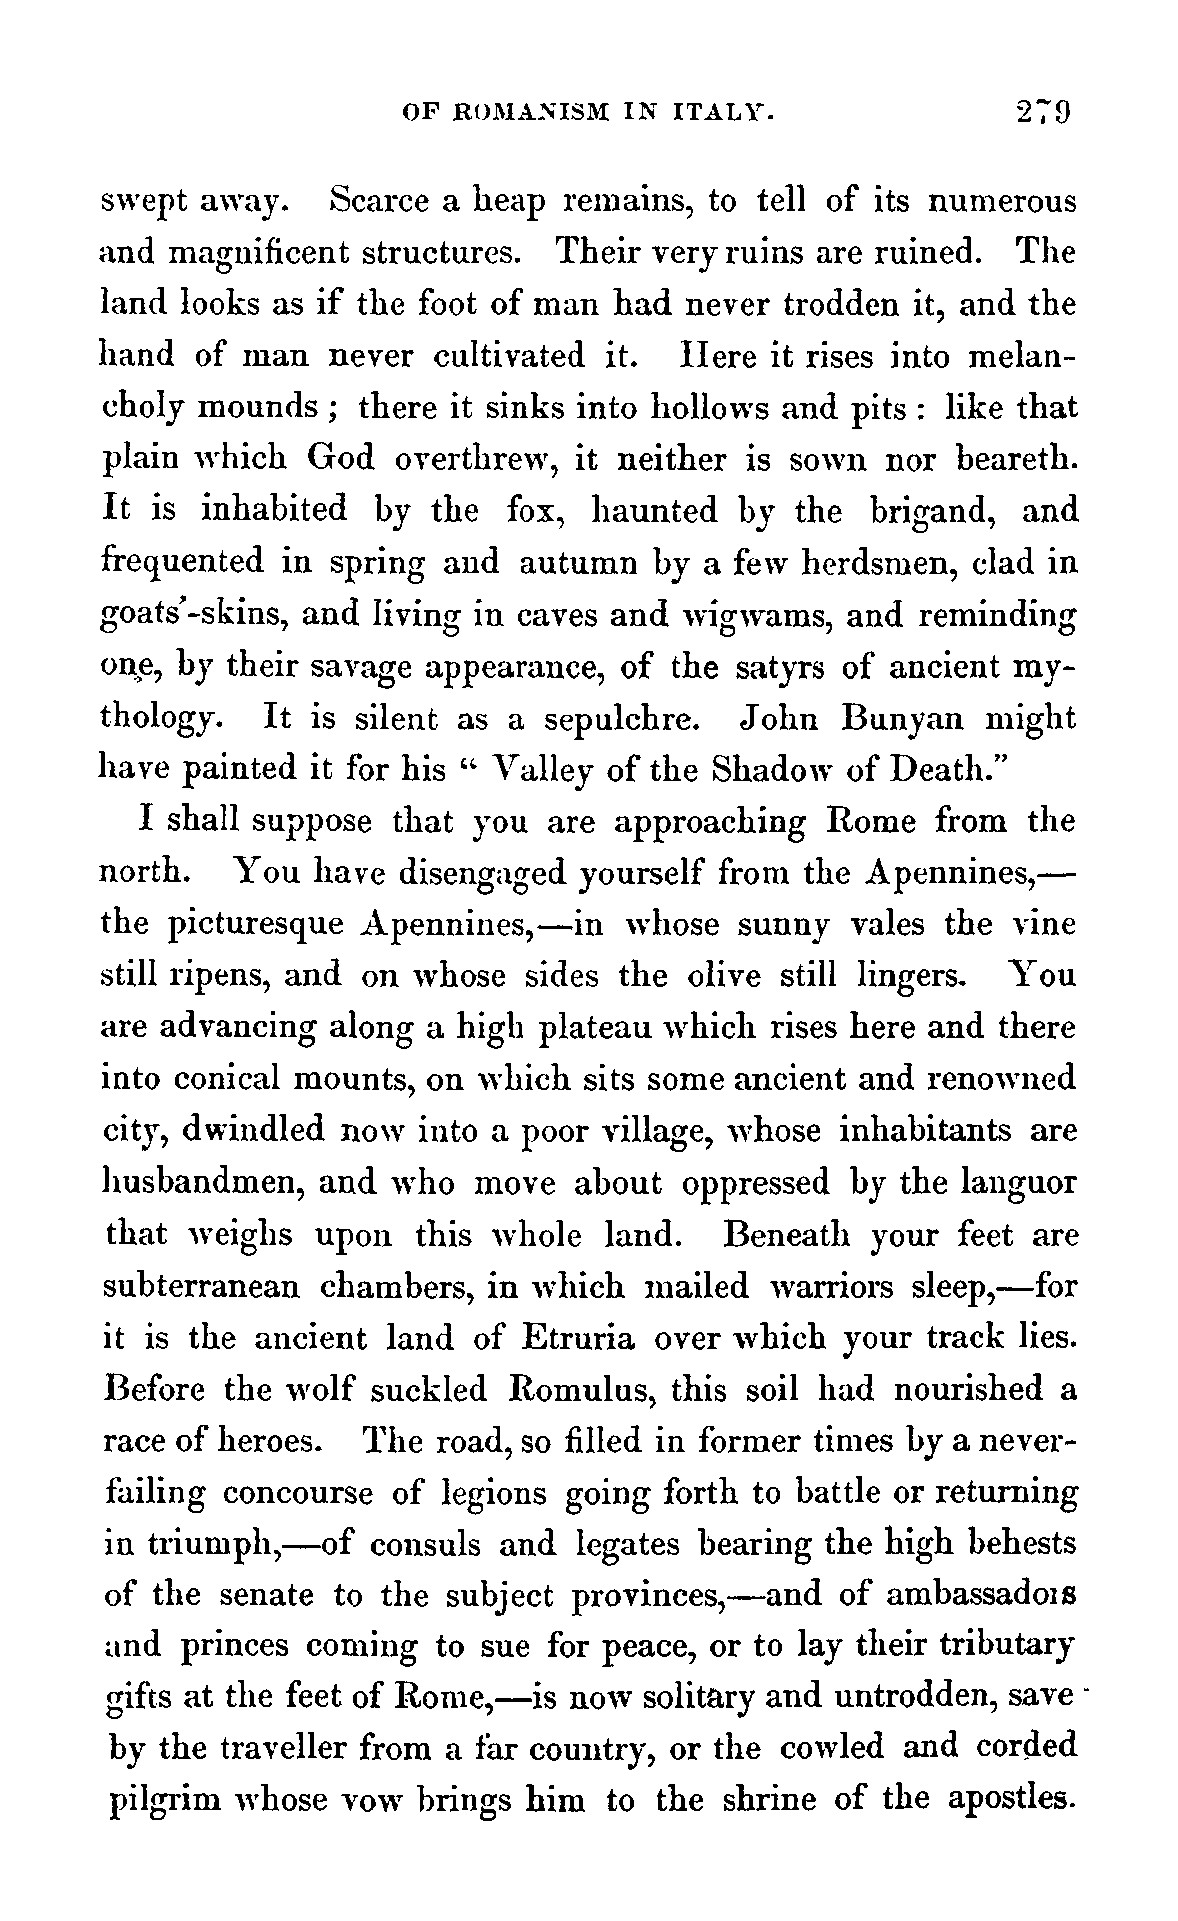 OF ROMANISM IN ITALY. 279
swept away. Scarce a heap remains, to tell of its numerous
and magnificent structures. Their very ruins are ruined. The
land looks as if the foot of man had never trodden it, and the
hand of man never cultivated it. Here it rises into melan-
choly mounds ; there it sinks into hollows and pits : like that
plain which God overthrew, it neither is sown nor beareth.
It is inhabited by the fox, haunted by the brigand, and
frequented in spring and autumn by a few herdsmen, clad in
goats'-skins, and living in caves and wigwams, and reminding
one, by their savage appearance, of the satyrs of ancient my-
thology. It is silent as a sepulchre. John Bunyan might
have painted it for his “ Valley of the Shadow of Death.”
I shall suppose that you are approaching Rome from the
north. You have disengaged yourself from the Apennines,—
the picturesque Apennines,—in whose sunny vales the vine
still ripens, and on whose sides the olive still lingers. You
are advancing along a high plateau which rises here and there
into conical mounts, on which sits some ancient and renowned
city, dwindled now into a poor village, whose inhabitants are
husbandmen, and who move about oppressed by the languor
that weighs upon this whole land. Beneath your feet are
subterranean chambers, in which mailed warriors sleep,—for
it is the ancient land of Etruria over which your track lies.
Before the wolf suckled Romulus, this soil had nourished a
race of heroes. The road, so filled in former times by a never-
failing concourse of legions going forth to battle or returning
in triumph,—of consuls and legates bearing the high behests
of the senate to the subject provinces,—and of ambassadors
and princes coming to sue for peace, or to lay their tributary
gifts at the feet of Rome,—is now solitary and untrodden, save
by the traveller from a far country, or the cowled and corded
pilgrim whose vow brings him to the shrine of the apostles.